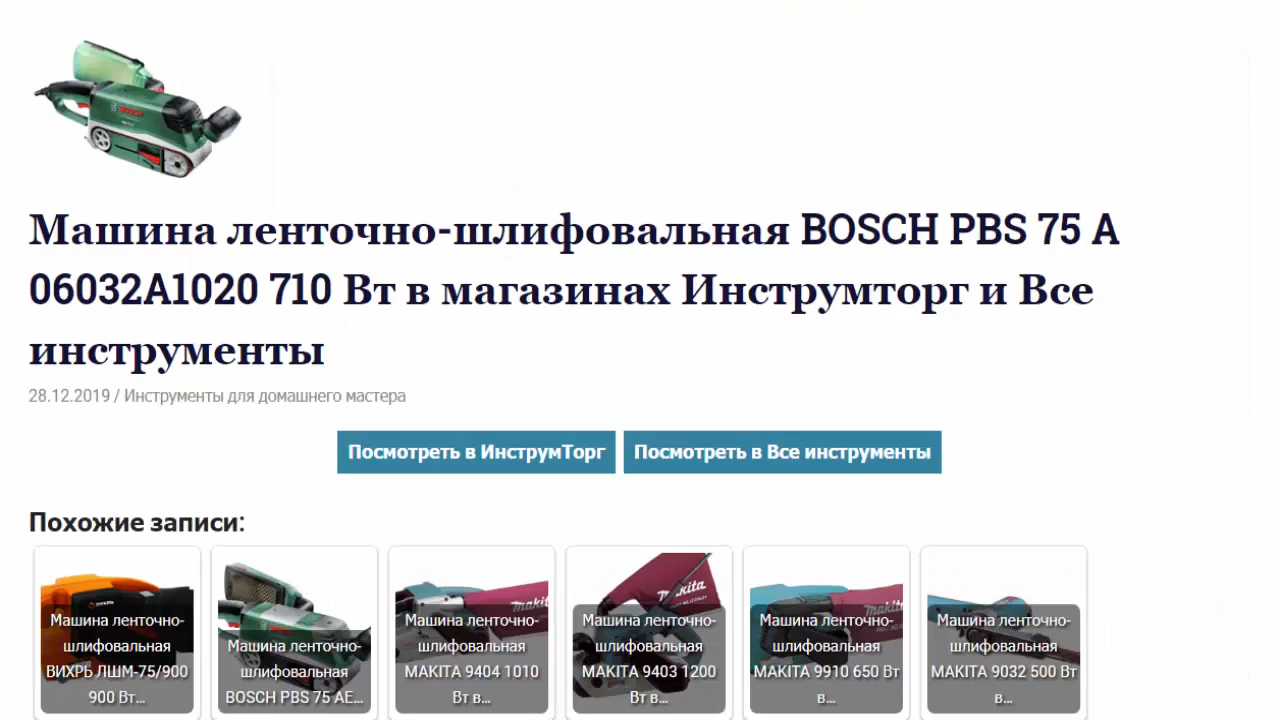 Машина ленточно-шлифовальная BOSCH PBS 75 A
06032A1020 710 Вт в магазинах Инструмторг и Все
инструменты
28.12.2019 / Инструменты для домашнего мастера
Посмотреть в ИнструмТорг
Посмотреть в Все инструменты
Похожие записи:
Машина ленточно-
шлифовальная
ВИХРЬ ЛШМ-75/900
900 Вт...
Машина ленточно-
шлифовальная
BOSCH PBS 75 AE...
makita
Машина ленточно-
шлифовальная
MAKITA 9404 1010
Вт в...
makita
Машина ленточно-
шлифовальная
MAKITA 9403 1200
Вт в...
makita
Машина ленточно-
шлифовальная
MAKITA 9910 650 Вт
в...
Машина ленточно-
шлифовальная
MAKITA 9032 500 Вт
в...